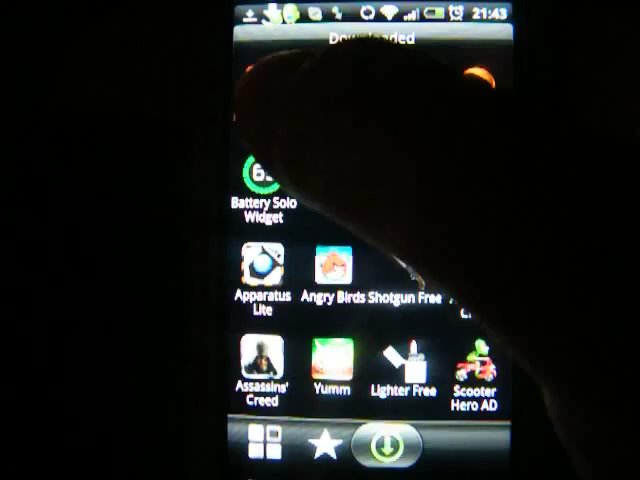 21:43
Downloaded
Battery Solo
Widget
Apparatus
Lite
Angry Birds
Shotgun Free
Assassins'
Creed
Yumm
Lighter Free
Scooter
Hero AD